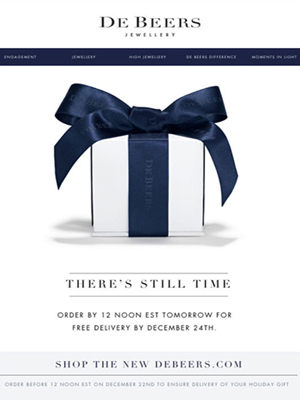 DE BEERS
JEWELLERY
ENGAGEMENT JEWELLERY HIGH JEWELLERY DE BEERS DIFFERENCE MOMENTS IN LIGHT
DE BEERS
THERE'S STILL TIME
ORDER BY 12 NOON EST TOMORROW FOR
FREE DELIVERY BY DECEMBER 24TH.
SHOP THE NEW DEBEERS.COM
ORDER BEFORE 12 NOON EST ON DECEMBER 22ND TO ENSURE DELIVERY OF YOUR HOLIDAY GIFT